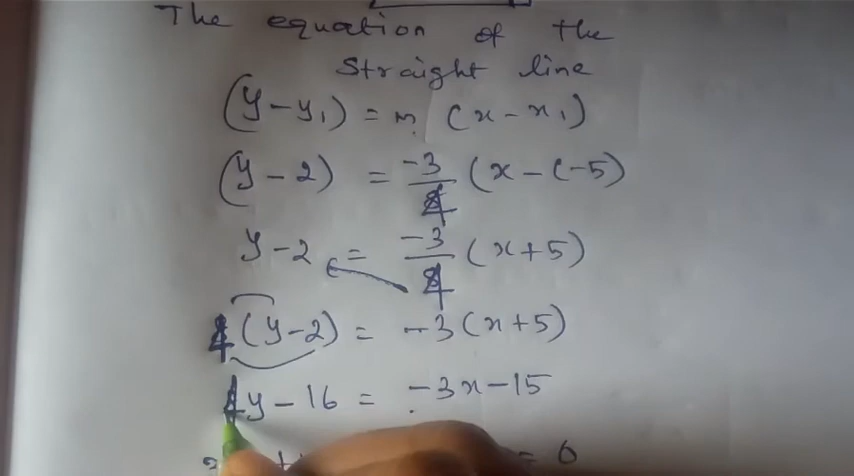 The equation of the
Straight line
(y-y₁) = m (x-x₁)
(y-2) = -3/4 (x-(-5)
y-2 = -3/4 (x+5)
4(y-2) = -3(x+5)
4y-16 = -3x-15
= 0